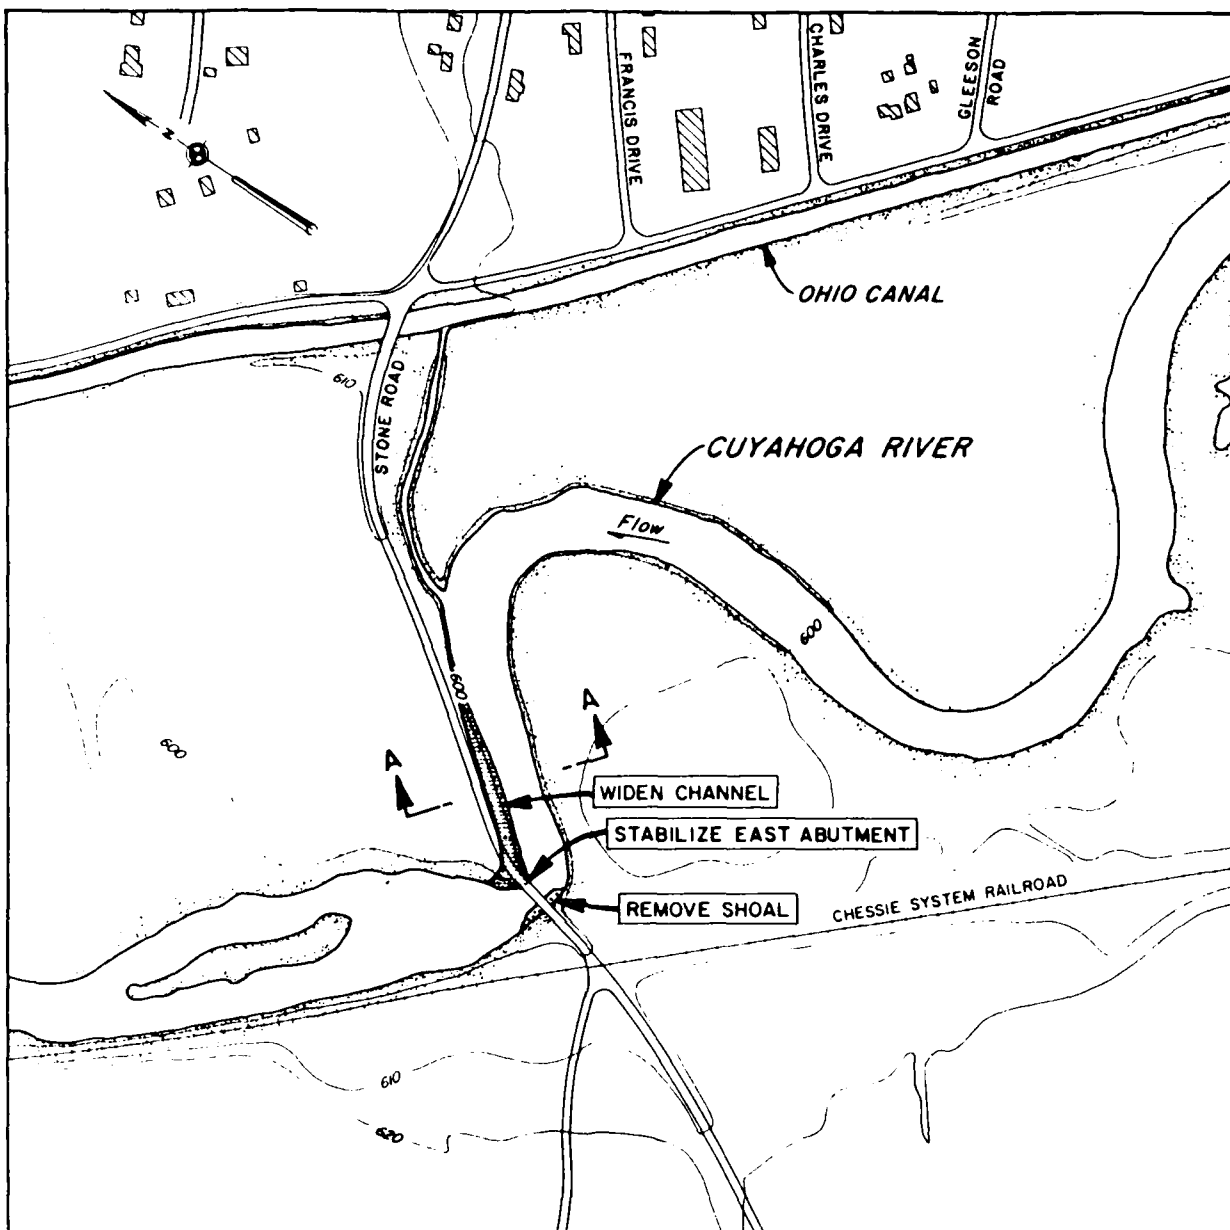 FRANCIS DRIVE
CHARLES DRIVE
GLEESON
ROAD
N
OHIO CANAL
610
STONE ROAD
CUYAHOGA RIVER
Flow
600
600
600
A
A
WIDEN CHANNEL
STABILIZE EAST ABUTMENT
REMOVE SHOAL
CHESSIE SYSTEM RAILROAD
610
620